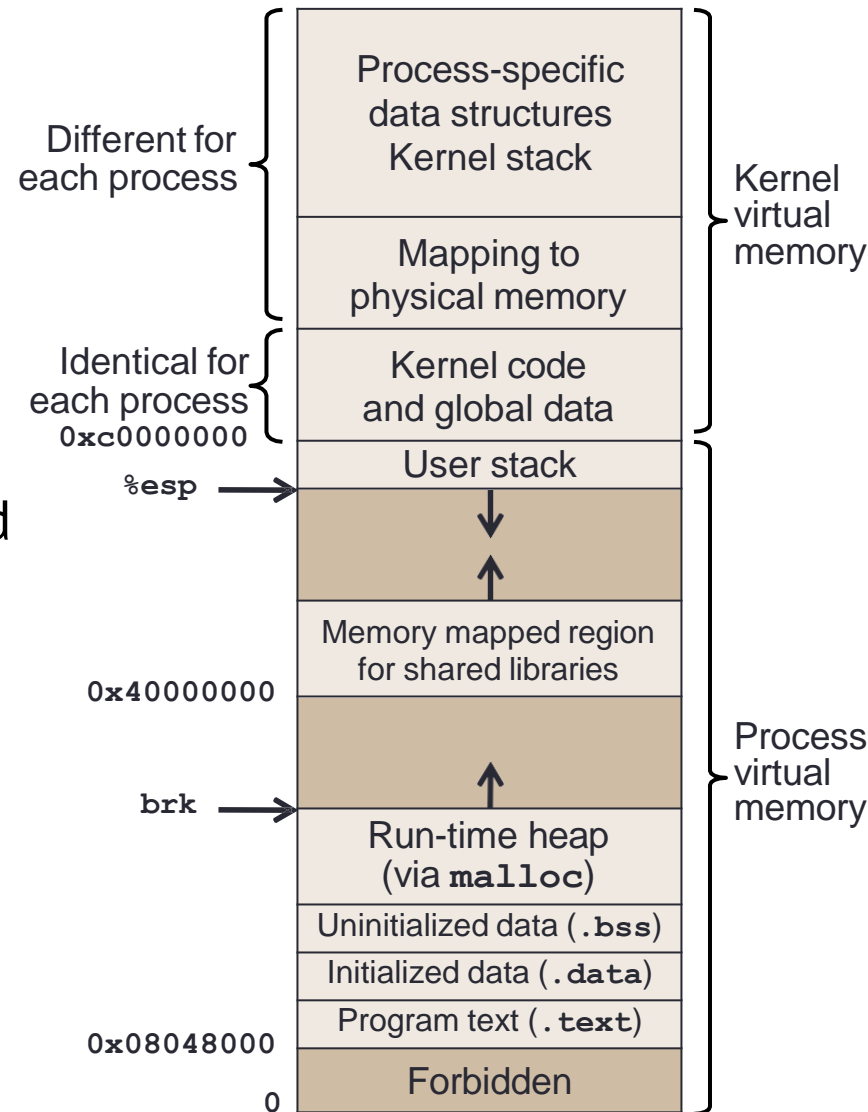 Process-specific
data structures
Kernel stack
Different for
each process
Kernel
virtual
memory
Mapping to
physical memory
Identical for
each process
Kernel code
and global data
0xc0000000
User stack
%esp
d
Memory mapped region
for shared libraries
0x40000000
Process
virtual
memory
brk
Run-time heap
(via malloc)
Uninitialized data (.bss)
Initialized data (.data)
Program text (.text)
0x08048000
Forbidden
0